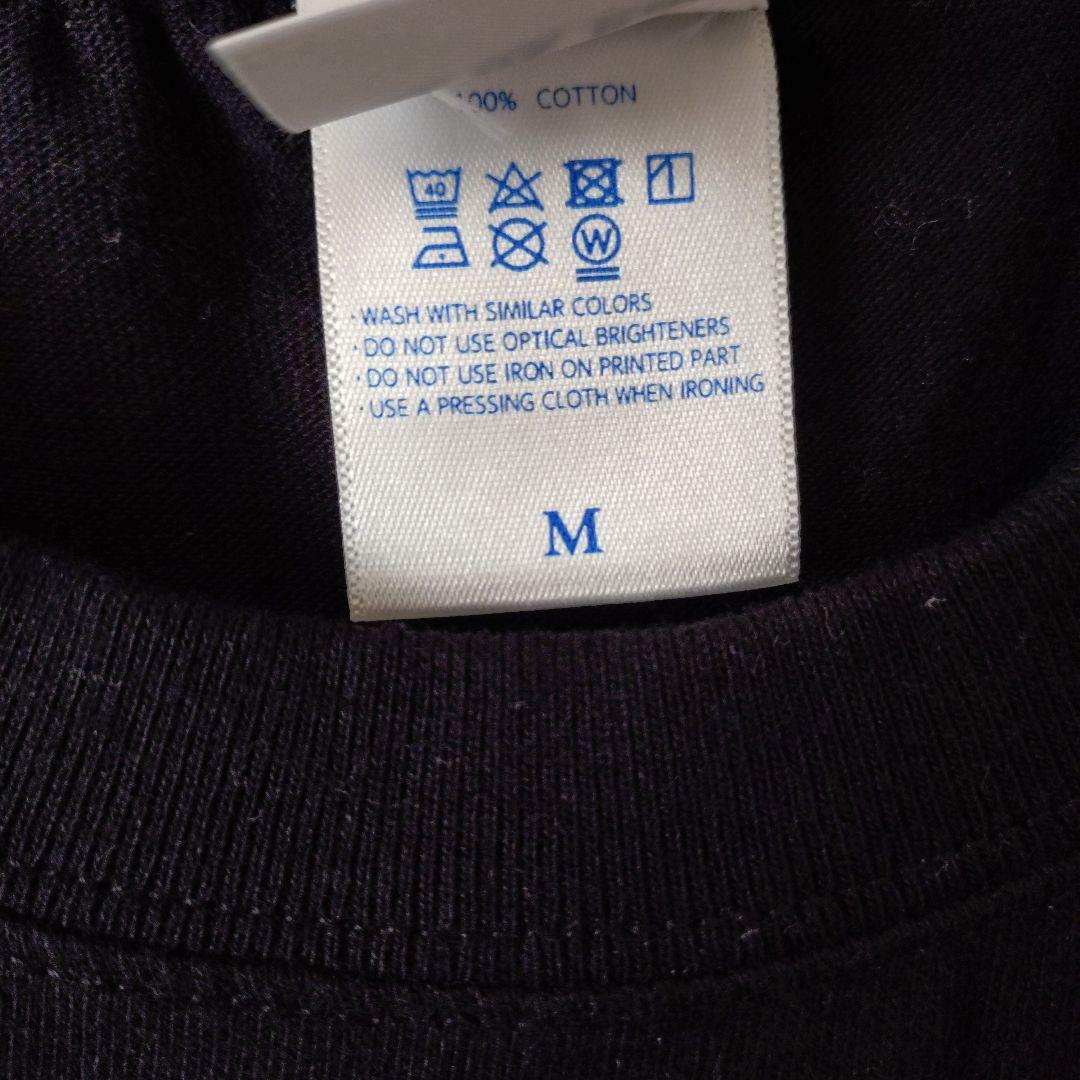 100% COTTON
40
W
· WASH WITH SIMILAR COLORS
· DO NOT USE OPTICAL BRIGHTENERS
· DO NOT USE IRON ON PRINTED PART
· USE A PRESSING CLOTH WHEN IRONING
M